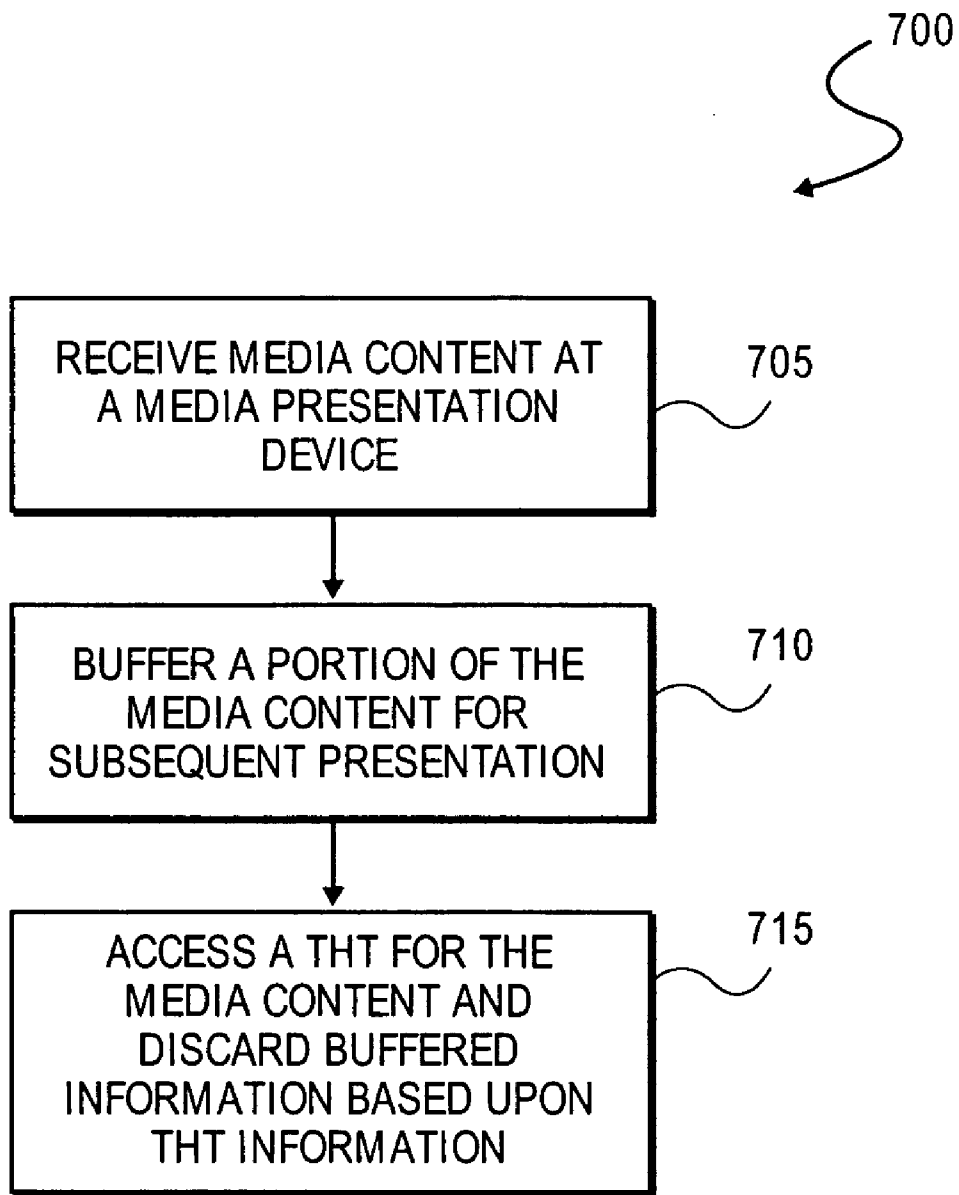 700
RECEIVE MEDIA CONTENT AT
A MEDIA PRESENTATION
DEVICE
705
BUFFER A PORTION OF THE
MEDIA CONTENT FOR
SUBSEQUENT PRESENTATION
710
ACCESS A THT FOR THE
MEDIA CONTENT AND
DISCARD BUFFERED
INFORMATION BASED UPON
THT INFORMATION
715